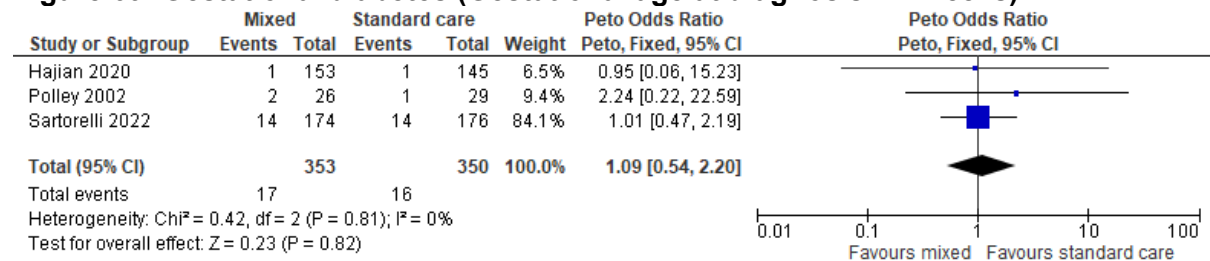 Mixed Standard care Peto Odds Ratio Peto Odds Ratio
Study or Subgroup Events Total Events Total Weight Peto, Fixed, 95% CI Peto, Fixed, 95% CI
Hajian 2020 1 153 1 145 6.5% 0.95 [0.06, 15.23]
Polley 2002 2 26 1 29 9.4% 2.24 [0.22, 22.59]
Sartorelli 2022 14 174 14 176 84.1% 1.01 [0.47, 2.19]
Total (95% CI) 353 350 100.0% 1.09 [0.54, 2.20]
Total events 17 16
Heterogeneity: Chi² = 0.42, df = 2 (P = 0.81); I² = 0%
Test for overall effect: Z = 0.23 (P = 0.82)
0.01 0.1 1 10 100
Favours mixed Favours standard care